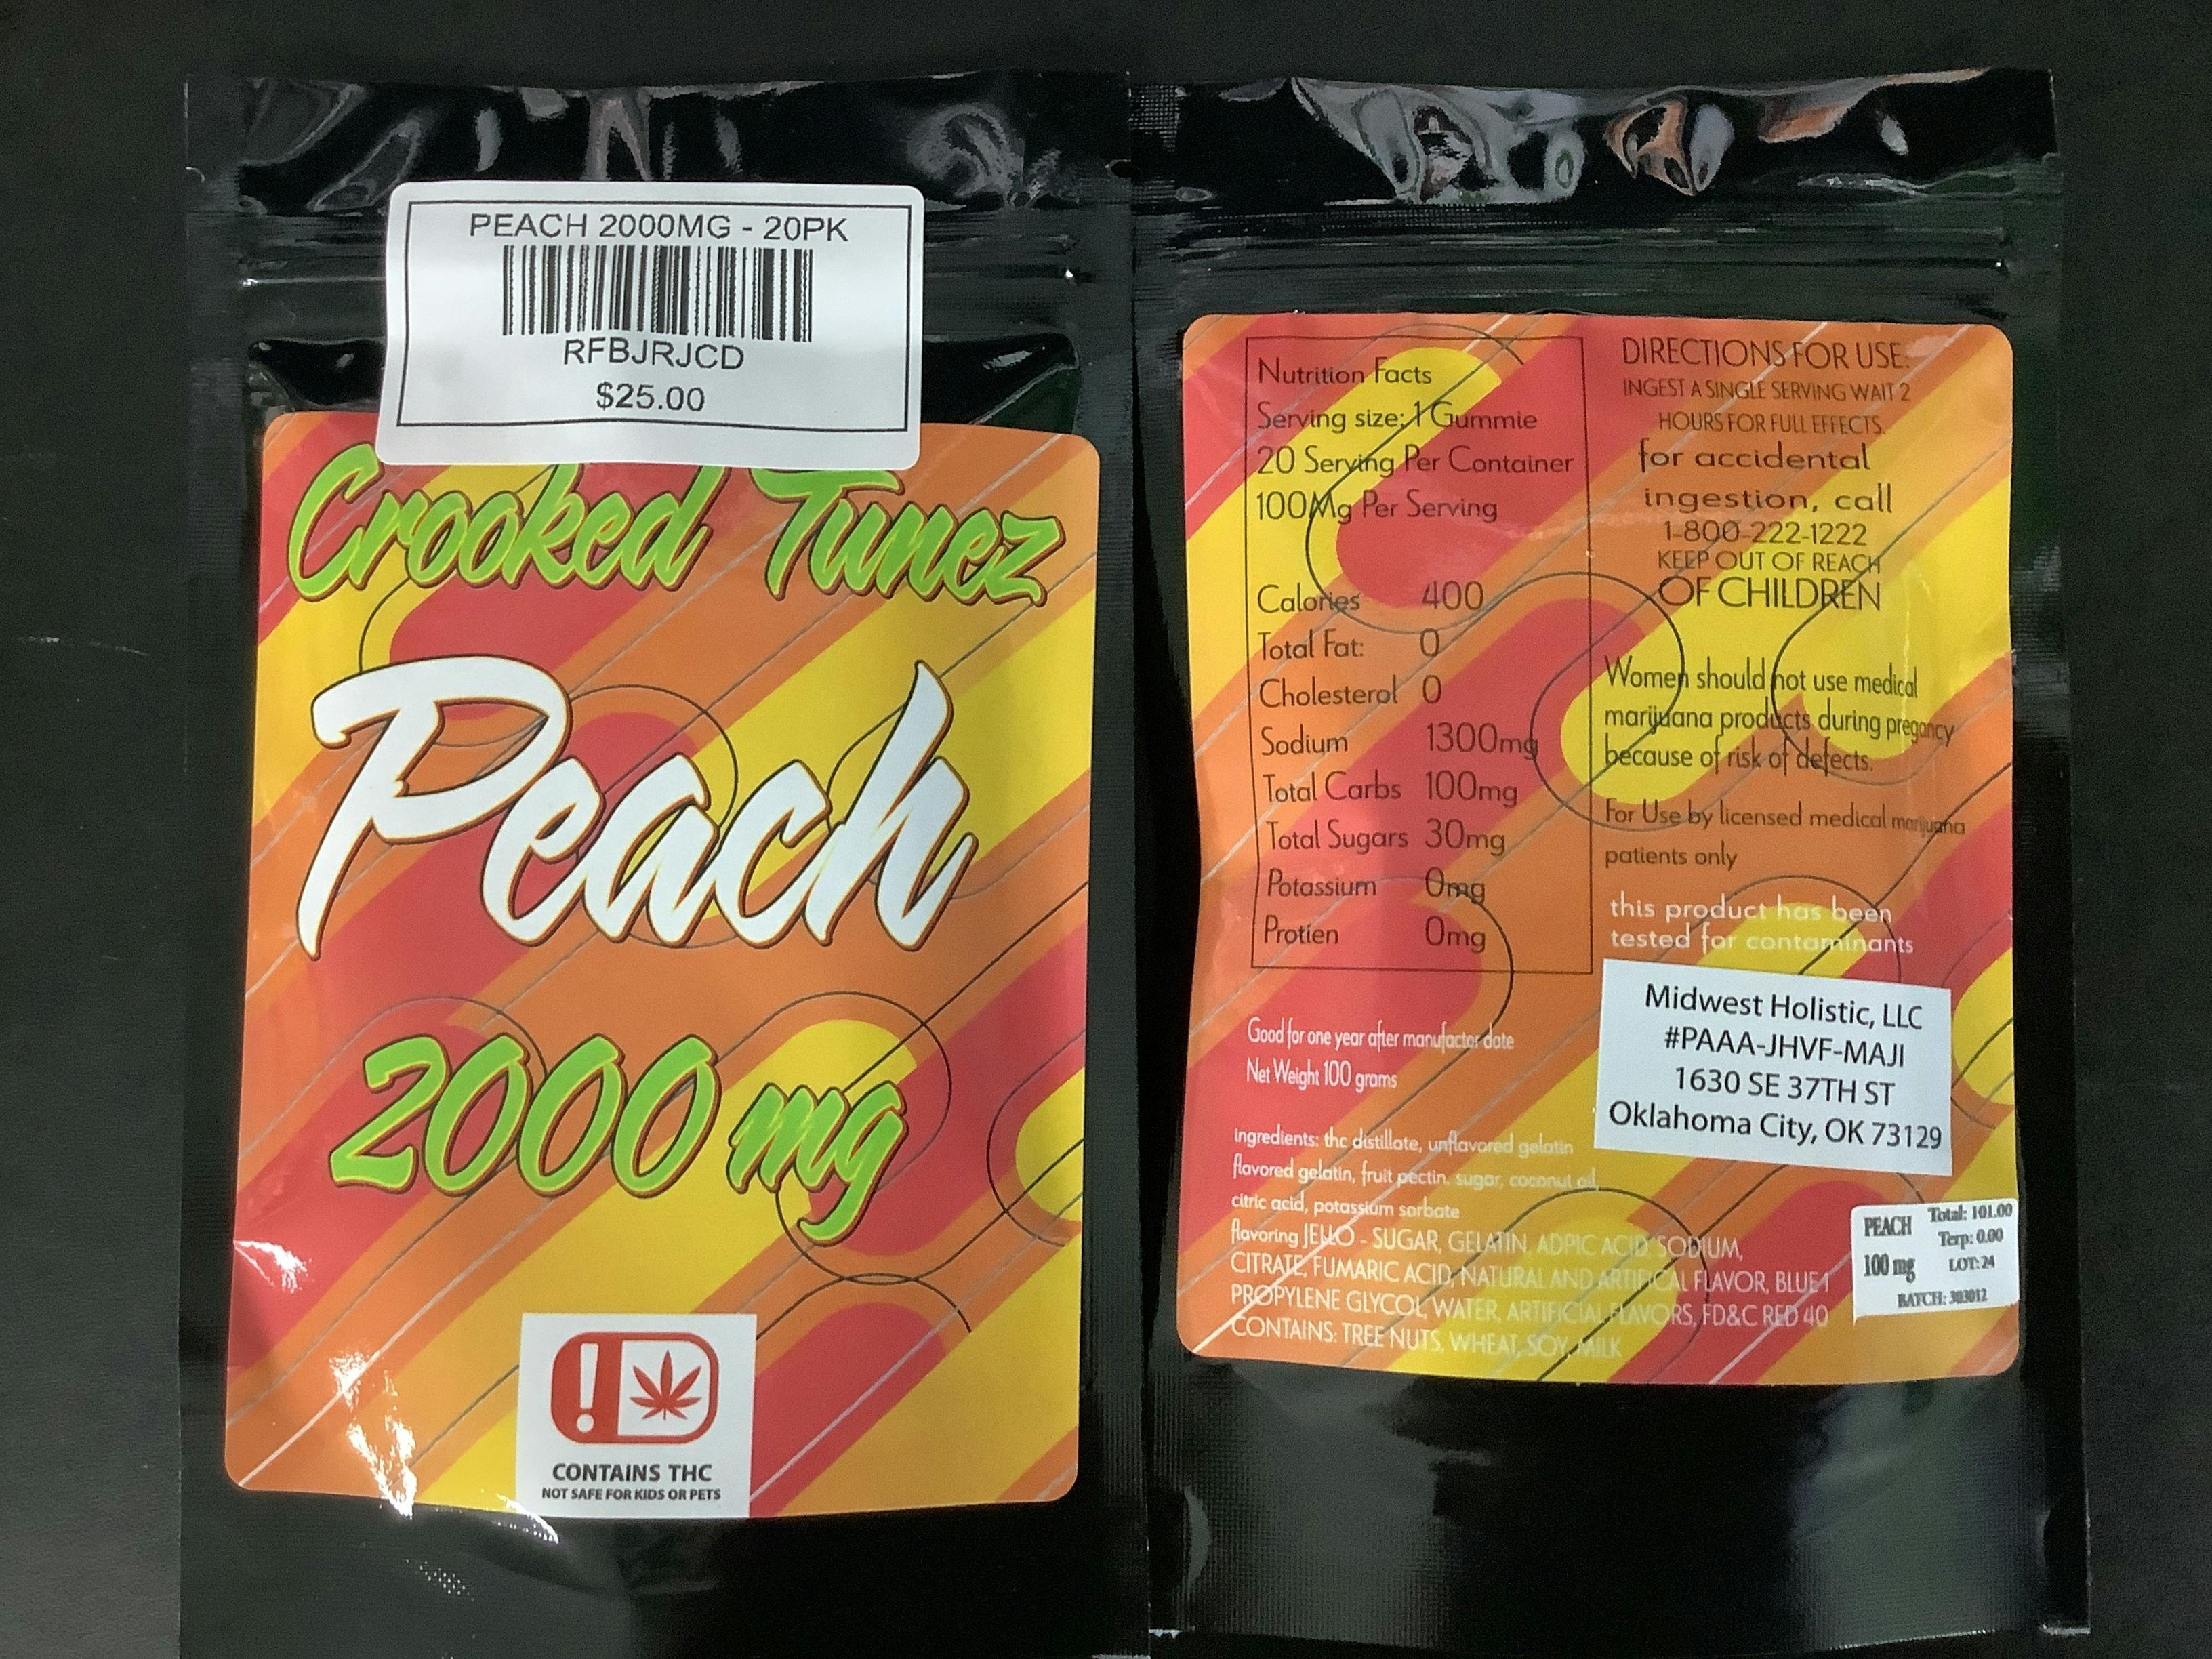 PEACH 2000MG - 20PK
RFBJRJCD
$25.00
Crooked Tunez
Peach
2000 mg
CONTAINS THC
NOT SAFE FOR KIDS OR PETS
Nutrition Facts
Serving size: 1 Gummie
20 Serving Per Container
100Mg Per Serving
Calories 400
Total Fat: 0
Cholesterol 0
Sodium 1300mg
Total Carbs 100mg
Total Sugars 30mg
Potassium 0mg
Protien 0mg
Good for one year after manufactor date
Net Weight 100 grams
ingredients: thc distillate, unflavored gelatin
flavored gelatin, fruit pectin, sugar, coconut oil,
citric acid, potassium sorbate
flavoring JELLO - SUGAR, GELATIN, ADPIC ACID, SODIUM,
CITRATE, FUMARIC ACID, NATURAL AND ARTIFICAL FLAVOR, BLUE 1
PROPYLENE GLYCOL, WATER, ARTIFICIAL FLAVORS, FD&C RED 40
CONTAINS: TREE NUTS, WHEAT, SOY, MILK
DIRECTIONS FOR USE:
INGEST A SINGLE SERVING WAIT 2
HOURS FOR FULL EFFECTS.
for accidental
ingestion, call
1-800-222-1222
KEEP OUT OF REACH
OF CHILDREN
Women should not use medical
marijuana products during pregancy
because of risk of defects.
For Use by licensed medical marijuana
patients only
this product has been
tested for contaminants
Midwest Holistic, LLC
#PAAA-JHVF-MAJI
1630 SE 37TH ST
Oklahoma City, OK 73129
PEACH Total: 101.00
Terp: 0.00
100 mg LOT: 24
BATCH: 303012